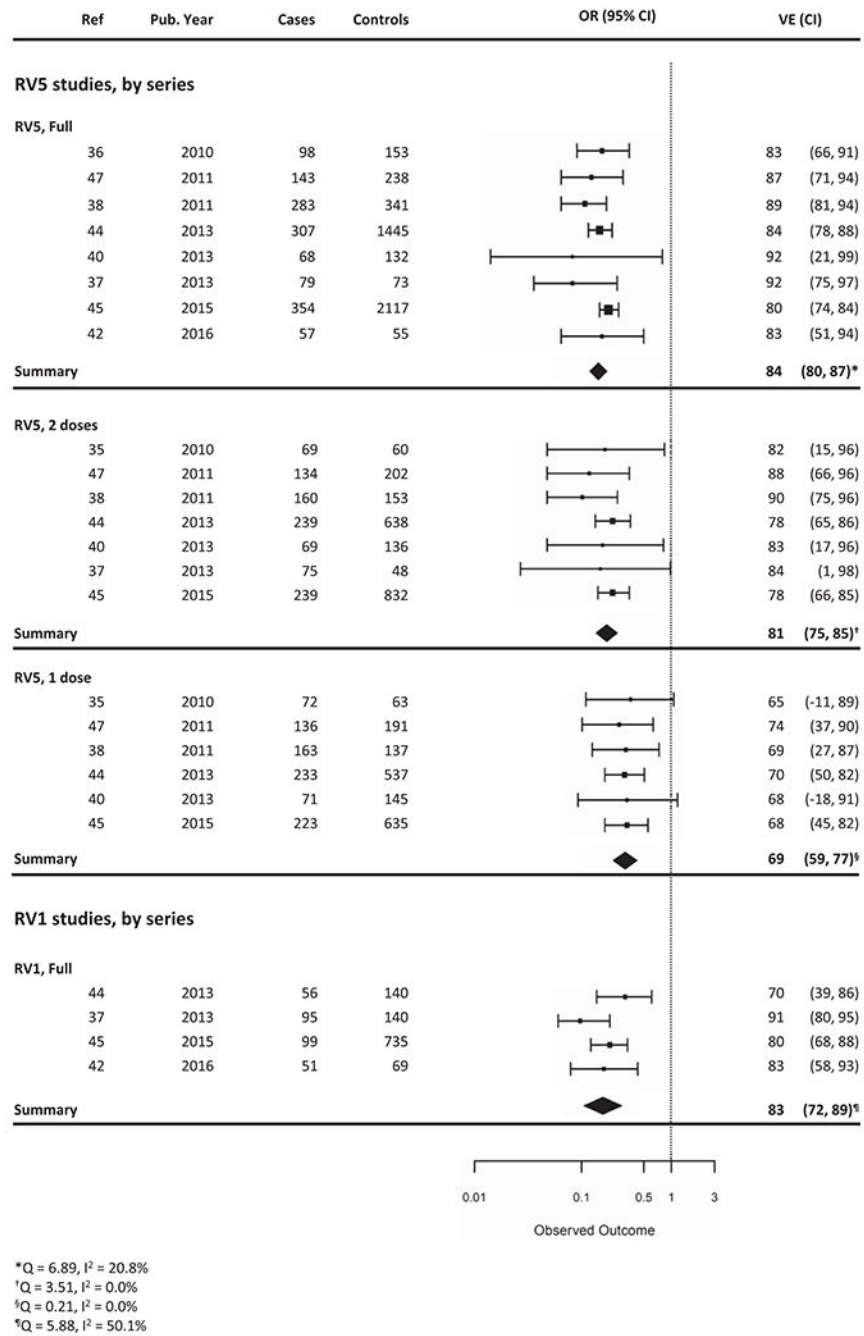 Ref Pub. Year Cases Controls OR (95% CI) VE (CI)
RV5 studies, by series
RV5, Full
36 2010 98 153 83 (66, 91)
47 2011 143 238 87 (71, 94)
38 2011 283 341 89 (81, 94)
44 2013 307 1445 84 (78, 88)
40 2013 68 132 92 (21, 99)
37 2013 79 73 92 (75, 97)
45 2015 354 2117 80 (74, 84)
42 2016 57 55 83 (51, 94)
Summary 84 (80, 87)*
RV5, 2 doses
35 2010 69 60 82 (15, 96)
47 2011 134 202 88 (66, 96)
38 2011 160 153 90 (75, 96)
44 2013 239 638 78 (65, 86)
40 2013 69 136 83 (17, 96)
37 2013 75 48 84 (1, 98)
45 2015 239 832 78 (66, 85)
Summary 81 (75, 85)†
RV5, 1 dose
35 2010 72 63 65 (-11, 89)
47 2011 136 191 74 (37, 90)
38 2011 163 137 69 (27, 87)
44 2013 233 537 70 (50, 82)
40 2013 71 145 68 (-18, 91)
45 2015 223 635 68 (45, 82)
Summary 69 (59, 77)§
RV1 studies, by series
RV1, Full
44 2013 56 140 70 (39, 86)
37 2013 95 140 91 (80, 95)
45 2015 99 735 80 (68, 88)
42 2016 51 69 83 (58, 93)
Summary 83 (72, 89)¶
0.01 0.1 0.5 1 3
Observed Outcome
*Q = 6.89, I² = 20.8%
†Q = 3.51, I² = 0.0%
§Q = 0.21, I² = 0.0%
¶Q = 5.88, I² = 50.1%